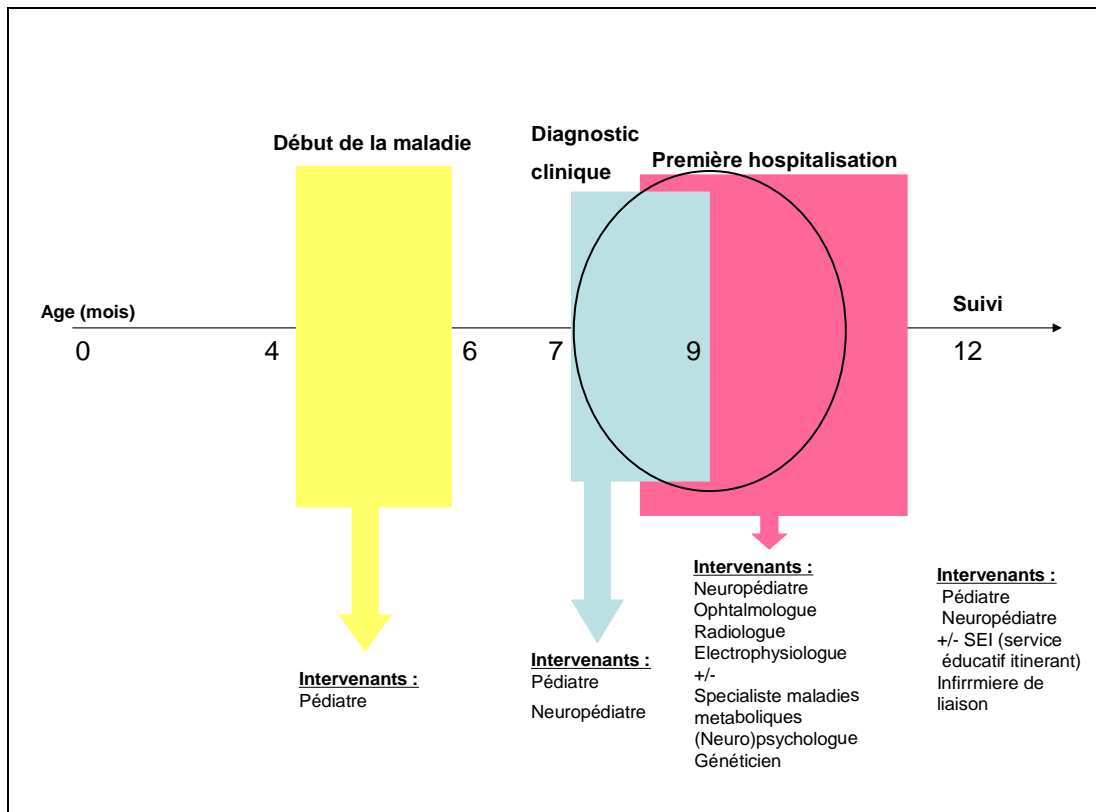 Début de la maladie
Diagnostic
clinique
Première hospitalisation
Age (mois)
Suivi
0
4
6
7
9
12
Intervenants :
Pédiatre
Intervenants :
Pédiatre
Neuropédiatre
Intervenants :
Neuropédiatre
Ophtalmologue
Radiologue
Electrophysiologue
+/-
Specialiste maladies
metaboliques
(Neuro)psychologue
Généticien
Intervenants :
Pédiatre
Neuropédiatre
+/- SEI (service
éducatif itinerant)
Infirrmiere de
liaison